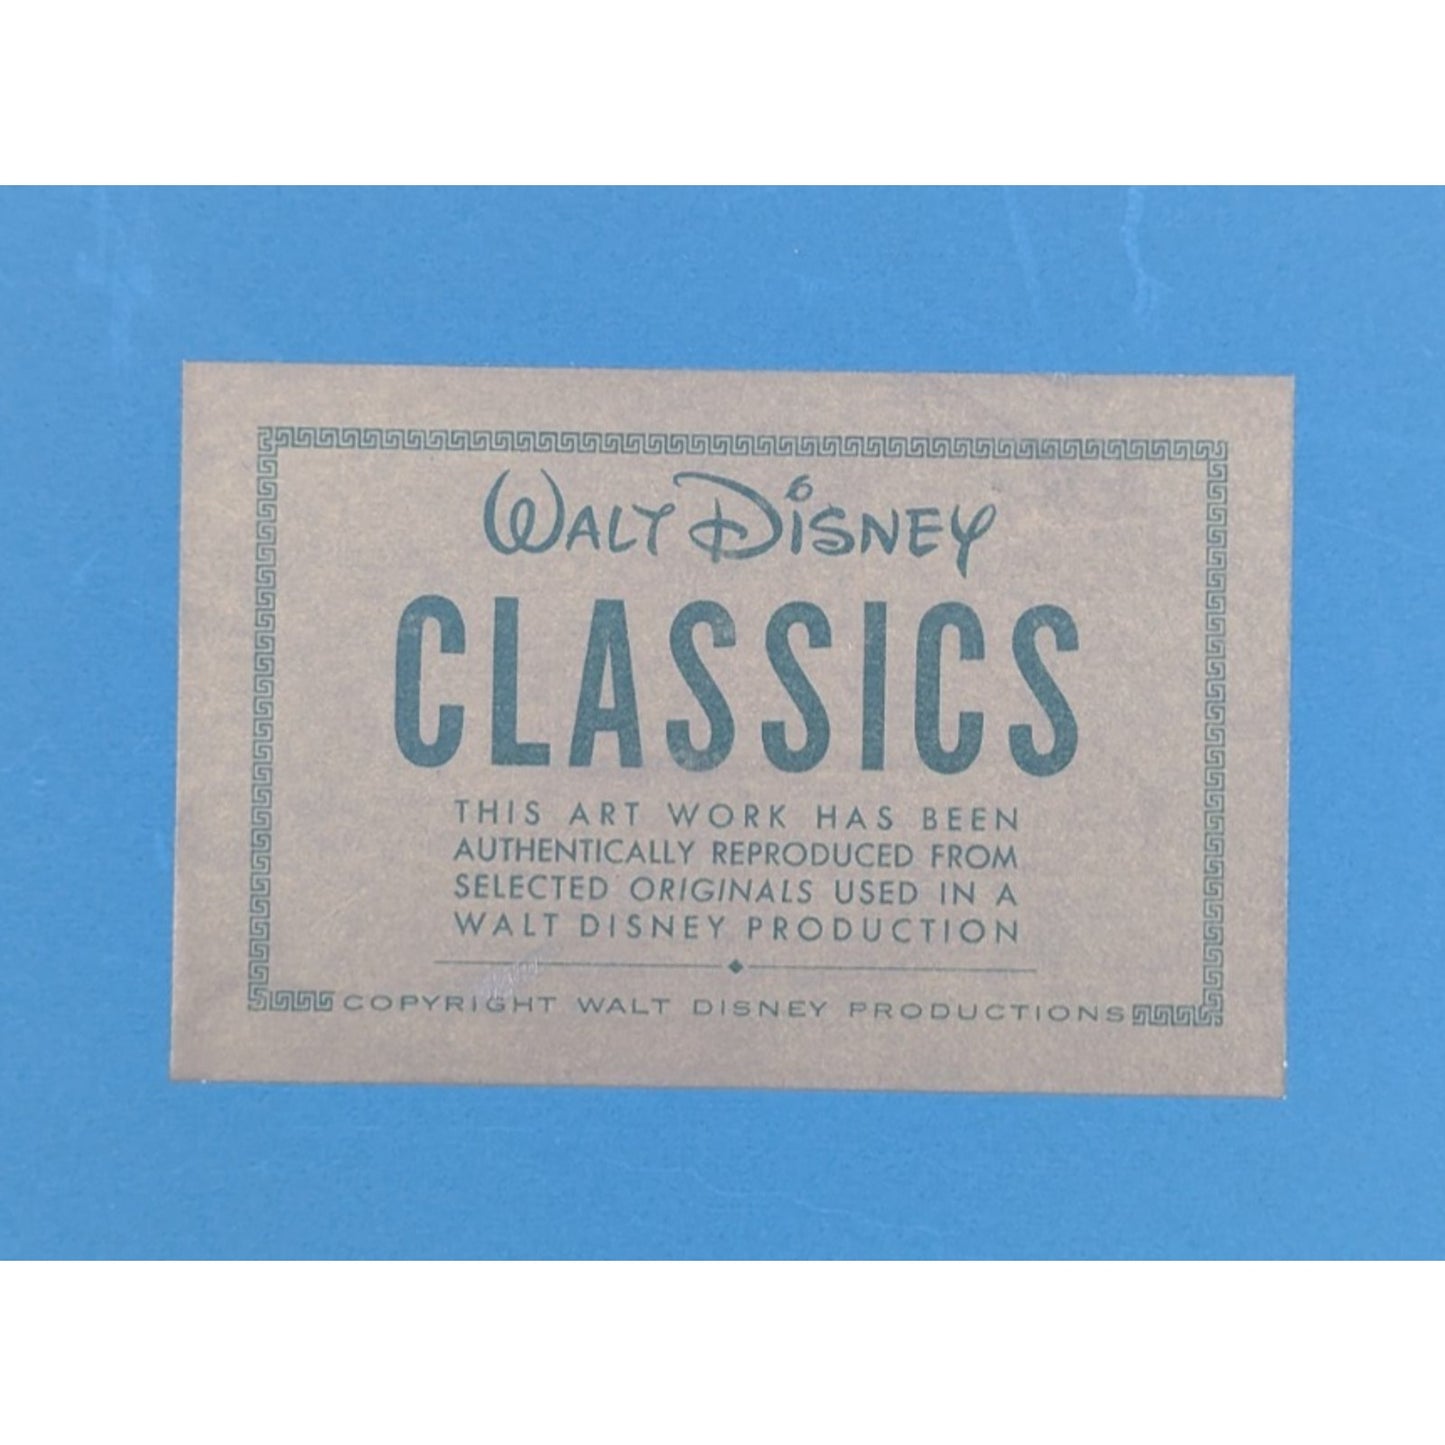 WALT DISNEY
CLASSICS
THIS ART WORK HAS BEEN
AUTHENTICALLY REPRODUCED FROM
SELECTED ORIGINALS USED IN A
WALT DISNEY PRODUCTION
COPYRIGHT WALT DISNEY PRODUCTIONS